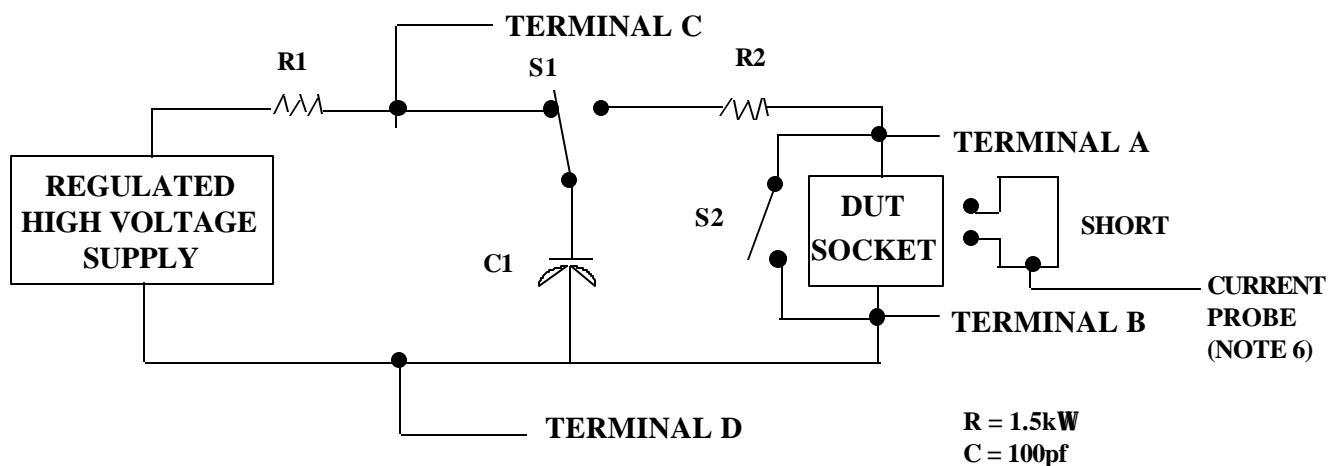 TERMINAL C
R1
S1
R2
TERMINAL A
REGULATED
HIGH VOLTAGE
SUPPLY
S2
DUT
SOCKET
SHORT
C1
CURRENT
PROBE
(NOTE 6)
TERMINAL B
TERMINAL D
R = 1.5kW
C = 100pf